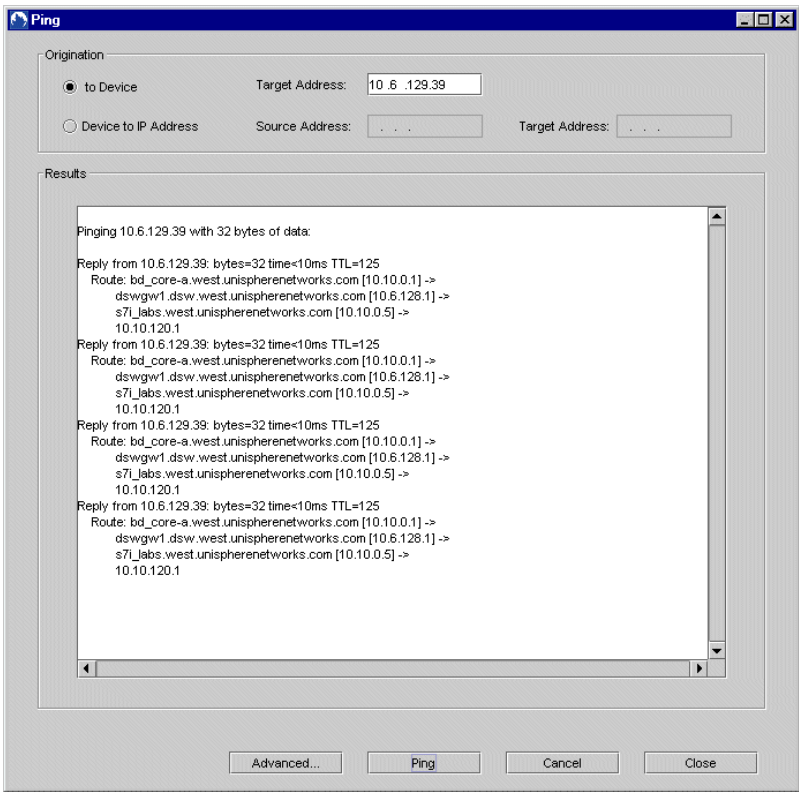 Ping
Origination
to Device Target Address: 10 .6 .129.39
Device to IP Address Source Address: . . . Target Address: . . .
Results
Pinging 10.6.129.39 with 32 bytes of data:
Reply from 10.6.129.39: bytes=32 time<10ms TTL=125
Route: bd_core-a.west.unispherenetworks.com [10.10.0.1] ->
dswgw1.dsw.west.unispherenetworks.com [10.6.128.1] ->
s7i_labs.west.unispherenetworks.com [10.10.0.5] ->
10.10.120.1
Reply from 10.6.129.39: bytes=32 time<10ms TTL=125
Route: bd_core-a.west.unispherenetworks.com [10.10.0.1] ->
dswgw1.dsw.west.unispherenetworks.com [10.6.128.1] ->
s7i_labs.west.unispherenetworks.com [10.10.0.5] ->
10.10.120.1
Reply from 10.6.129.39: bytes=32 time<10ms TTL=125
Route: bd_core-a.west.unispherenetworks.com [10.10.0.1] ->
dswgw1.dsw.west.unispherenetworks.com [10.6.128.1] ->
s7i_labs.west.unispherenetworks.com [10.10.0.5] ->
10.10.120.1
Reply from 10.6.129.39: bytes=32 time<10ms TTL=125
Route: bd_core-a.west.unispherenetworks.com [10.10.0.1] ->
dswgw1.dsw.west.unispherenetworks.com [10.6.128.1] ->
s7i_labs.west.unispherenetworks.com [10.10.0.5] ->
10.10.120.1
Advanced... Ping Cancel Close